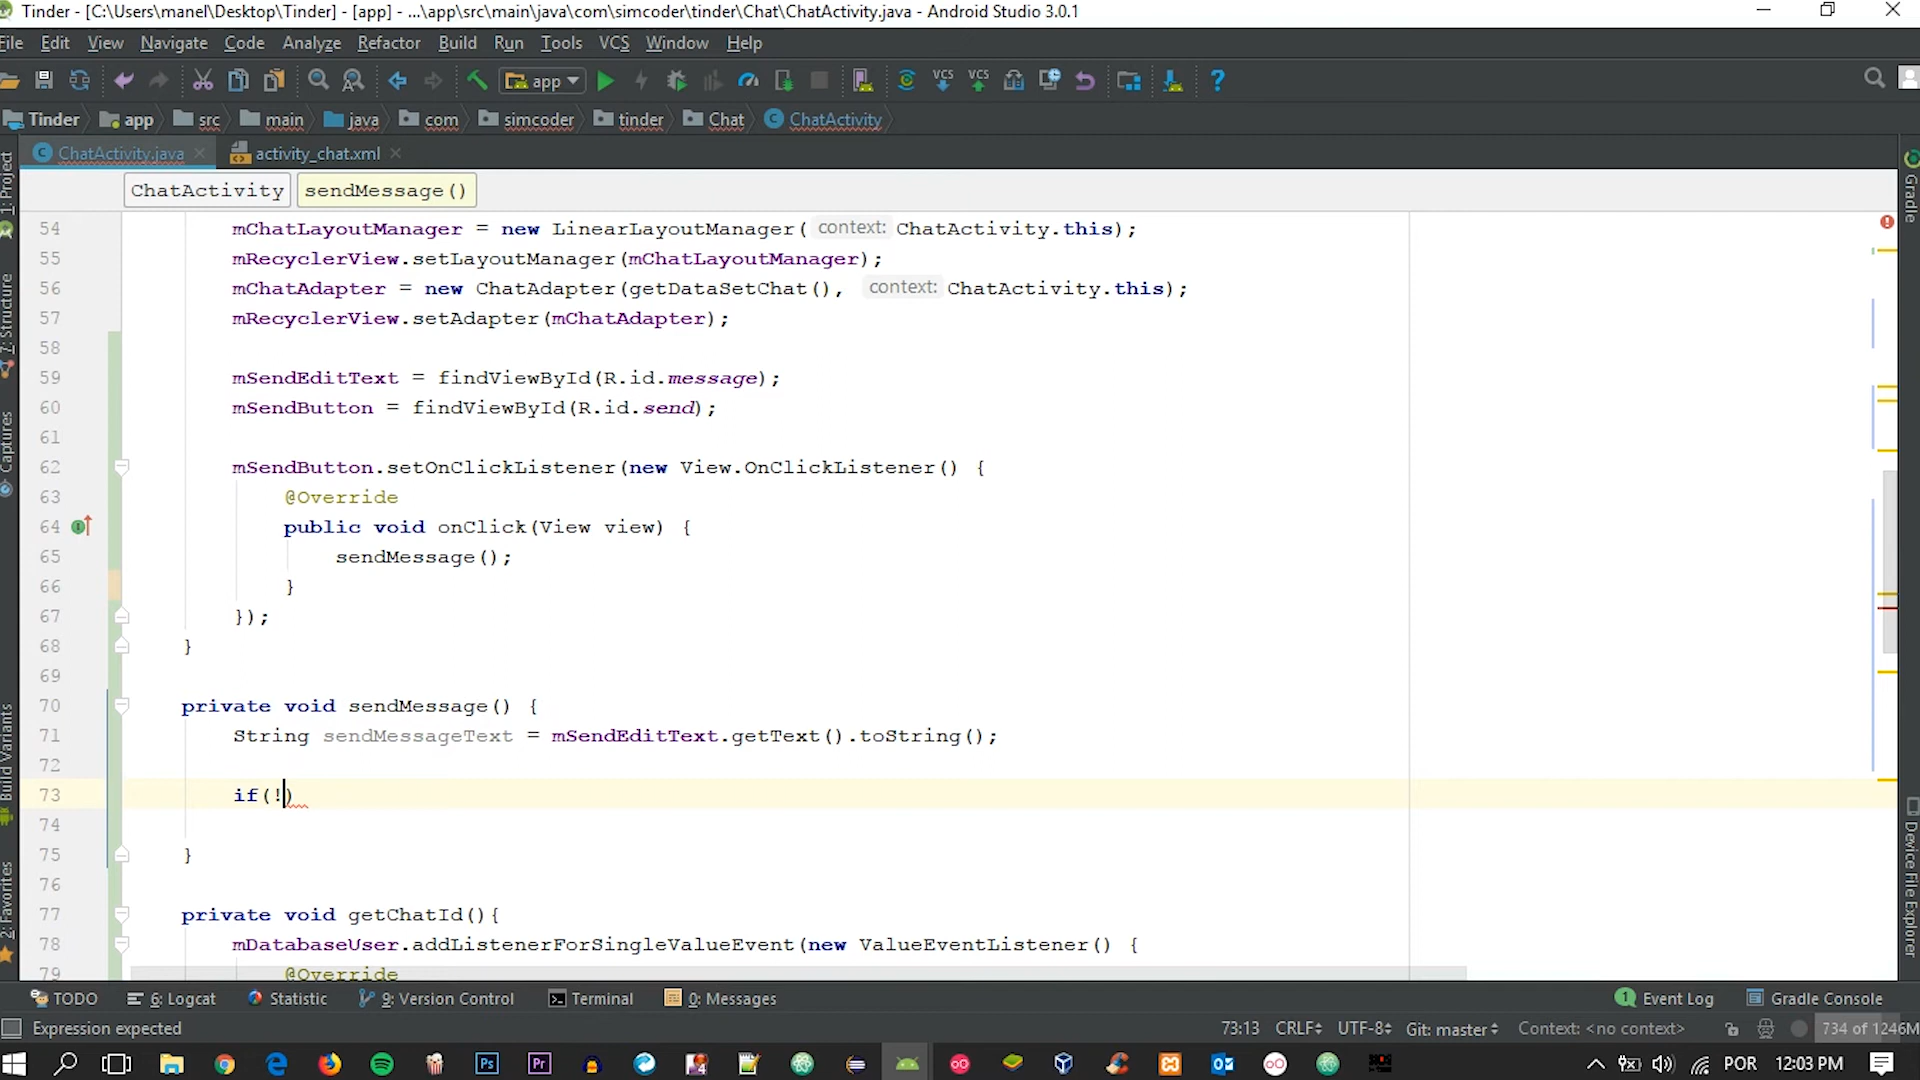 Tinder - [C:\Users\manel\Desktop\Tinder] - [app] - ...\app\src\main\java\com\simcoder\tinder\Chat\ChatActivity.java - Android Studio 3.0.1
File Edit View Navigate Code Analyze Refactor Build Run Tools VCS Window Help
app VCS VCS ?
Tinder app src main java com simcoder tinder Chat ChatActivity
ChatActivity.java activity_chat.xml
ChatActivity sendMessage()
54 mChatLayoutManager = new LinearLayoutManager( context: ChatActivity.this);
55 mRecyclerView.setLayoutManager(mChatLayoutManager);
56 mChatAdapter = new ChatAdapter(getDataSetChat(), context: ChatActivity.this);
57 mRecyclerView.setAdapter(mChatAdapter);
58
59 mSendEditText = findViewById(R.id.message);
60 mSendButton = findViewById(R.id.send);
61
62 mSendButton.setOnClickListener(new View.OnClickListener() {
63 @Override
64 public void onClick(View view) {
65 sendMessage();
66 }
67 });
68 }
69
70 private void sendMessage() {
71 String sendMessageText = mSendEditText.getText().toString();
72
73 if(!)
74
75 }
76
77 private void getChatId(){
78 mDatabaseUser.addListenerForSingleValueEvent(new ValueEventListener() {
79 @Override
1: Project
7: Structure
Captures
Build Variants
2: Favorites
Gradle
Device File Explorer
TODO 6: Logcat Statistic 9: Version Control Terminal 0: Messages 1 Event Log Gradle Console
Expression expected 73:13 CRLF UTF-8 Git: master Context: <no context> 734 of 1246M
Ps Pr POR 12:03 PM